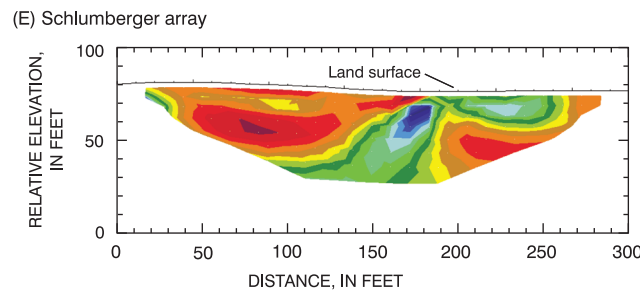 (E) Schlumberger array
RELATIVE ELEVATION,
IN FEET
100
50
0
Land surface
0 50 100 150 200 250 300
DISTANCE, IN FEET